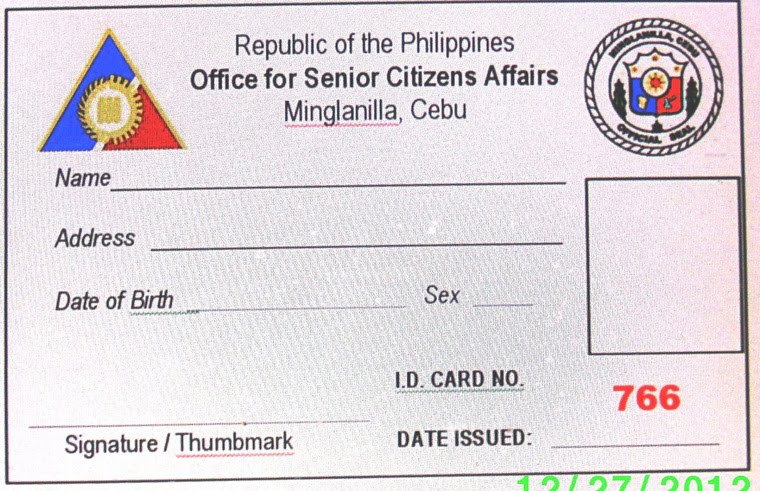 Republic of the Philippines
Office for Senior Citizens Affairs
Minglanilla, Cebu
MINGLANILLA, CEBU
OFFICIAL SEAL
Name
Address
Date of Birth Sex
I.D. CARD NO. 766
Signature / Thumbmark DATE ISSUED:
12/27/2012